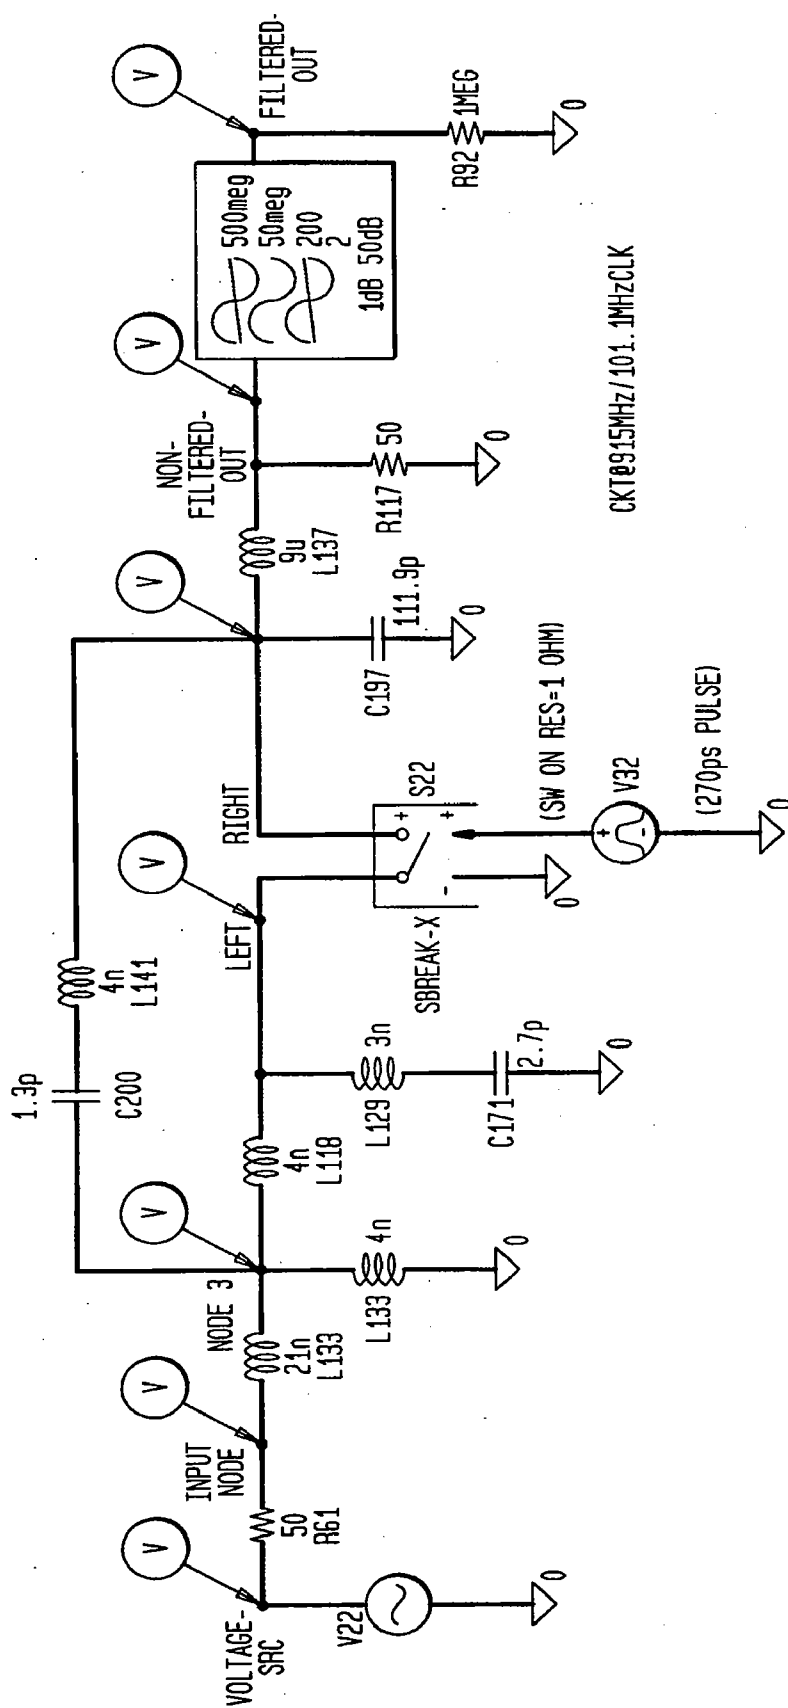 VOLTAGE-
SRC
V
V22
0
50
R61
INPUT
NODE
V
21n
L133
NODE 3
V
4n
L133
0
1.3p
C200
4n
L141
4n
L118
3n
L129
2.7p
C171
0
LEFT
V
SBREAK-X
RIGHT
S22
+
+
-
0
(SW ON RES=1 OHM)
V32
+
-
(270ps PULSE)
0
V
C197
111.9p
0
9u
L137
NON-
FILTERED-
OUT
V
R117
50
0
500meg
50meg
200
2
1dB 50dB
V
FILTERED-
OUT
R92
1MEG
0
CKT@915MHz/101.1MHzCLK